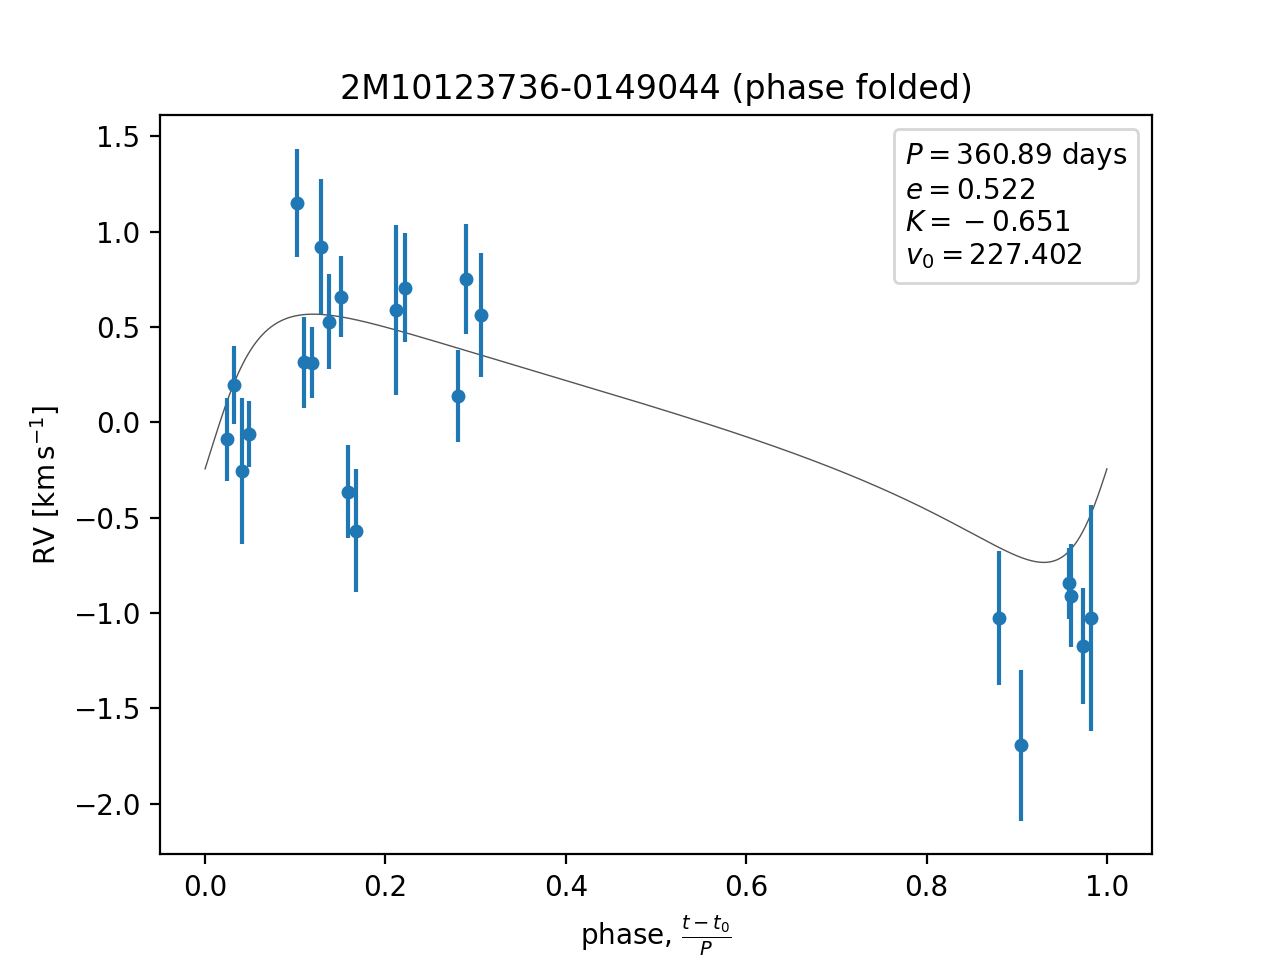 2M10123736-0149044 (phase folded)
P = 360.89 days
e = 0.522
K = −0.651
v₀ = 227.402
1.5
1.0
0.5
0.0
−0.5
−1.0
−1.5
−2.0
RV [km s⁻¹]
0.0 0.2 0.4 0.6 0.8 1.0
phase, (t − t₀)/P